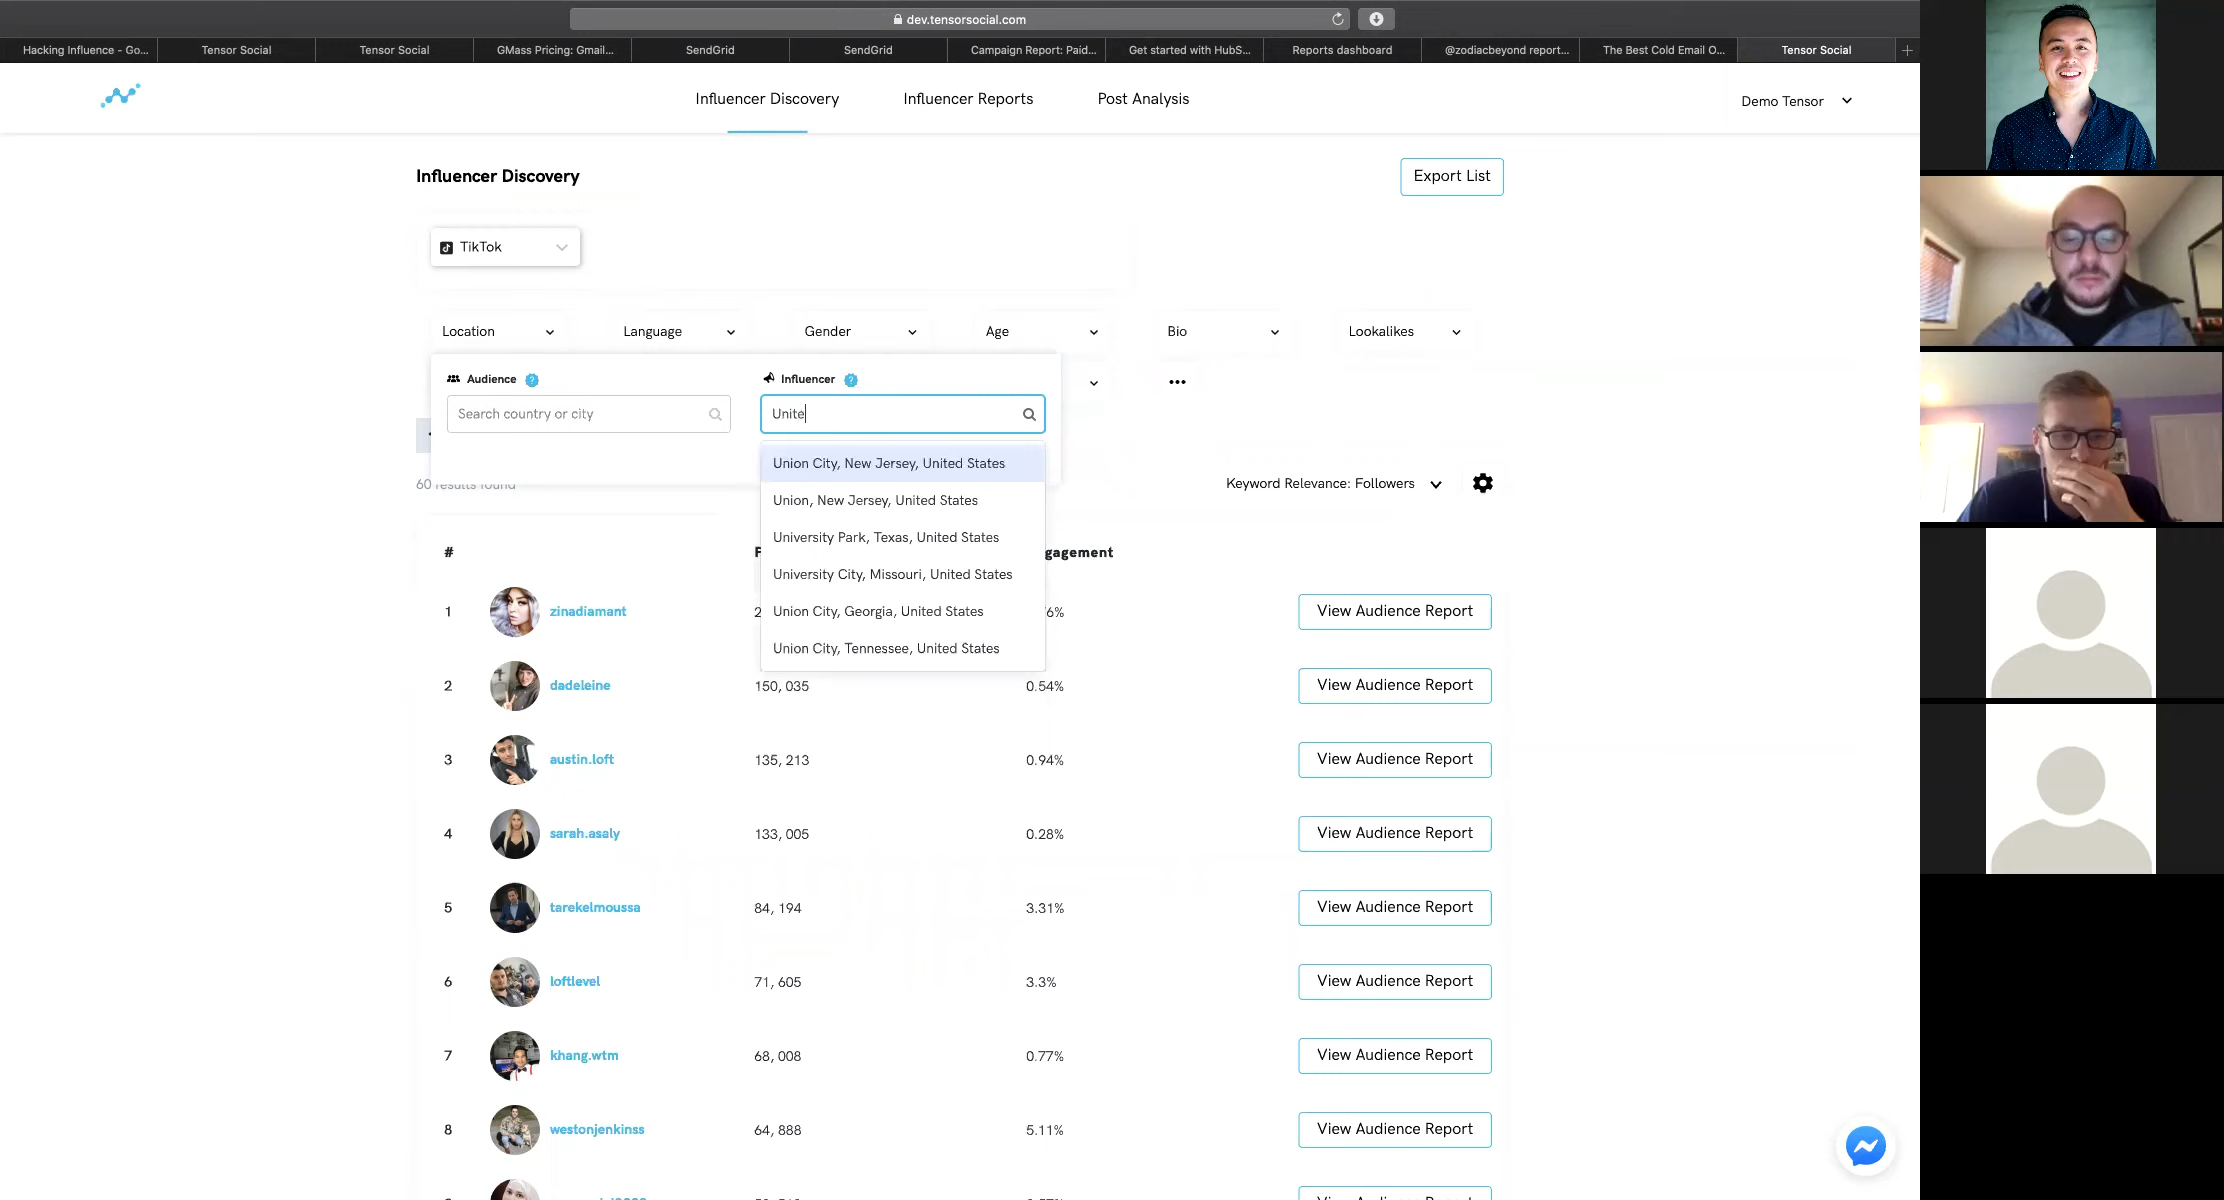 dev.tensorsocial.com
Hacking Influence - Go... Tensor Social Tensor Social GMass Pricing: Gmail... SendGrid SendGrid Campaign Report: Paid... Get started with HubS... Reports dashboard @zodiacbeyond report... The Best Cold Email O... Tensor Social
Influencer Discovery Influencer Reports Post Analysis Demo Tensor
Influencer Discovery Export List
TikTok
Location Language Gender Age Bio Lookalikes
Audience ? Influencer ?
Search country or city Unite
Union City, New Jersey, United States
60 results found Keyword Relevance: Followers
Union, New Jersey, United States
University Park, Texas, United States
# gagement
University City, Missouri, United States
Union City, Georgia, United States
1 zinadiamant 2 6% View Audience Report
Union City, Tennessee, United States
2 dadeleine 150, 035 0.54% View Audience Report
3 austin.loft 135, 213 0.94% View Audience Report
4 sarah.asaly 133, 005 0.28% View Audience Report
5 tarekelmoussa 84, 194 3.31% View Audience Report
6 loftlevel 71, 605 3.3% View Audience Report
7 khang.wtm 68, 008 0.77% View Audience Report
8 westonjenkinss 64, 888 5.11% View Audience Report